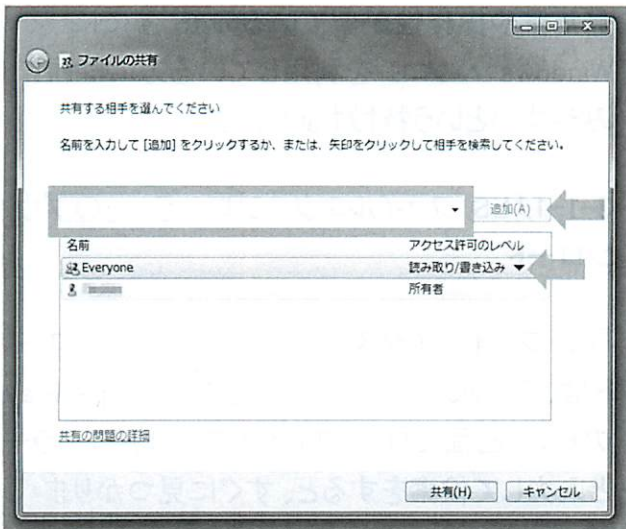 ファイルの共有
共有する相手を選んでください
名前を入力して [追加] をクリックするか、または、矢印をクリックして相手を検索してください。
追加(A)
名前 アクセス許可のレベル
Everyone 読み取り/書き込み
所有者
共有の問題の詳細
共有(H) キャンセル